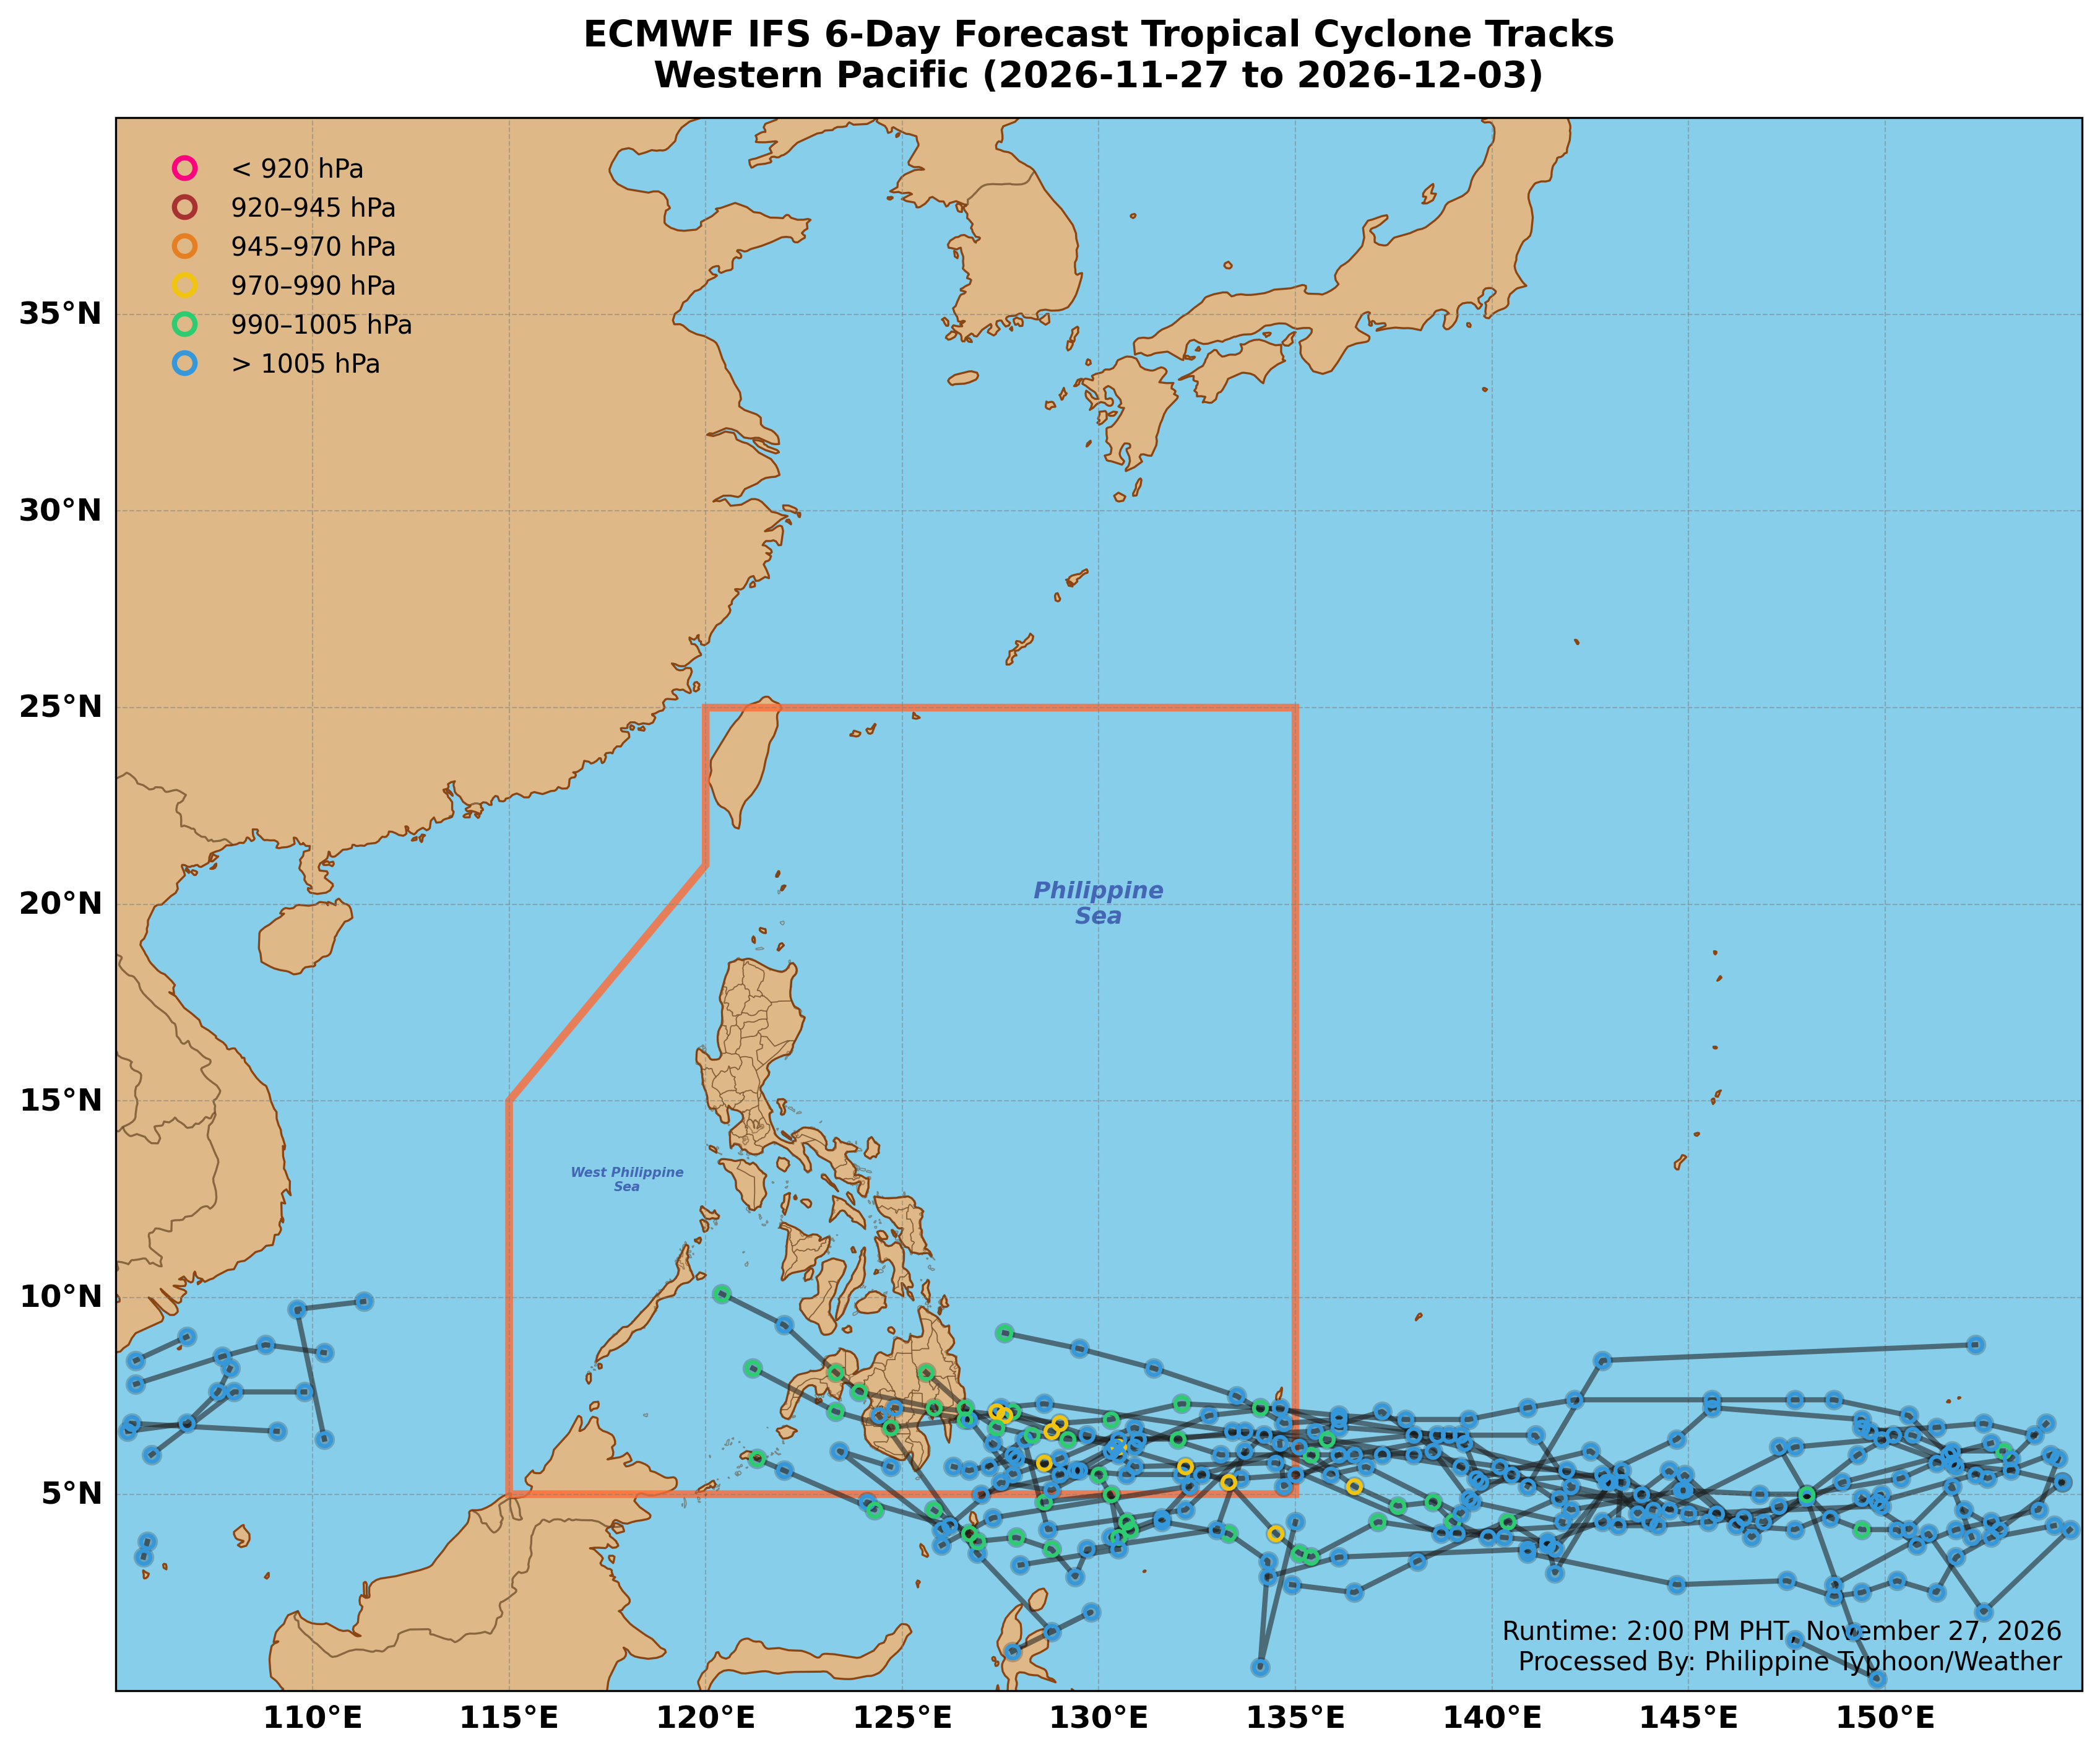 ECMWF IFS 6-Day Forecast Tropical Cyclone Tracks
Western Pacific (2026-11-27 to 2026-12-03)
< 920 hPa
920–945 hPa
945–970 hPa
970–990 hPa
990–1005 hPa
> 1005 hPa
35°N
30°N
25°N
20°N
15°N
10°N
5°N
Philippine
Sea
West Philippine
Sea
Runtime: 2:00 PM PHT, November 27, 2026
Processed By: Philippine Typhoon/Weather
110°E 115°E 120°E 125°E 130°E 135°E 140°E 145°E 150°E